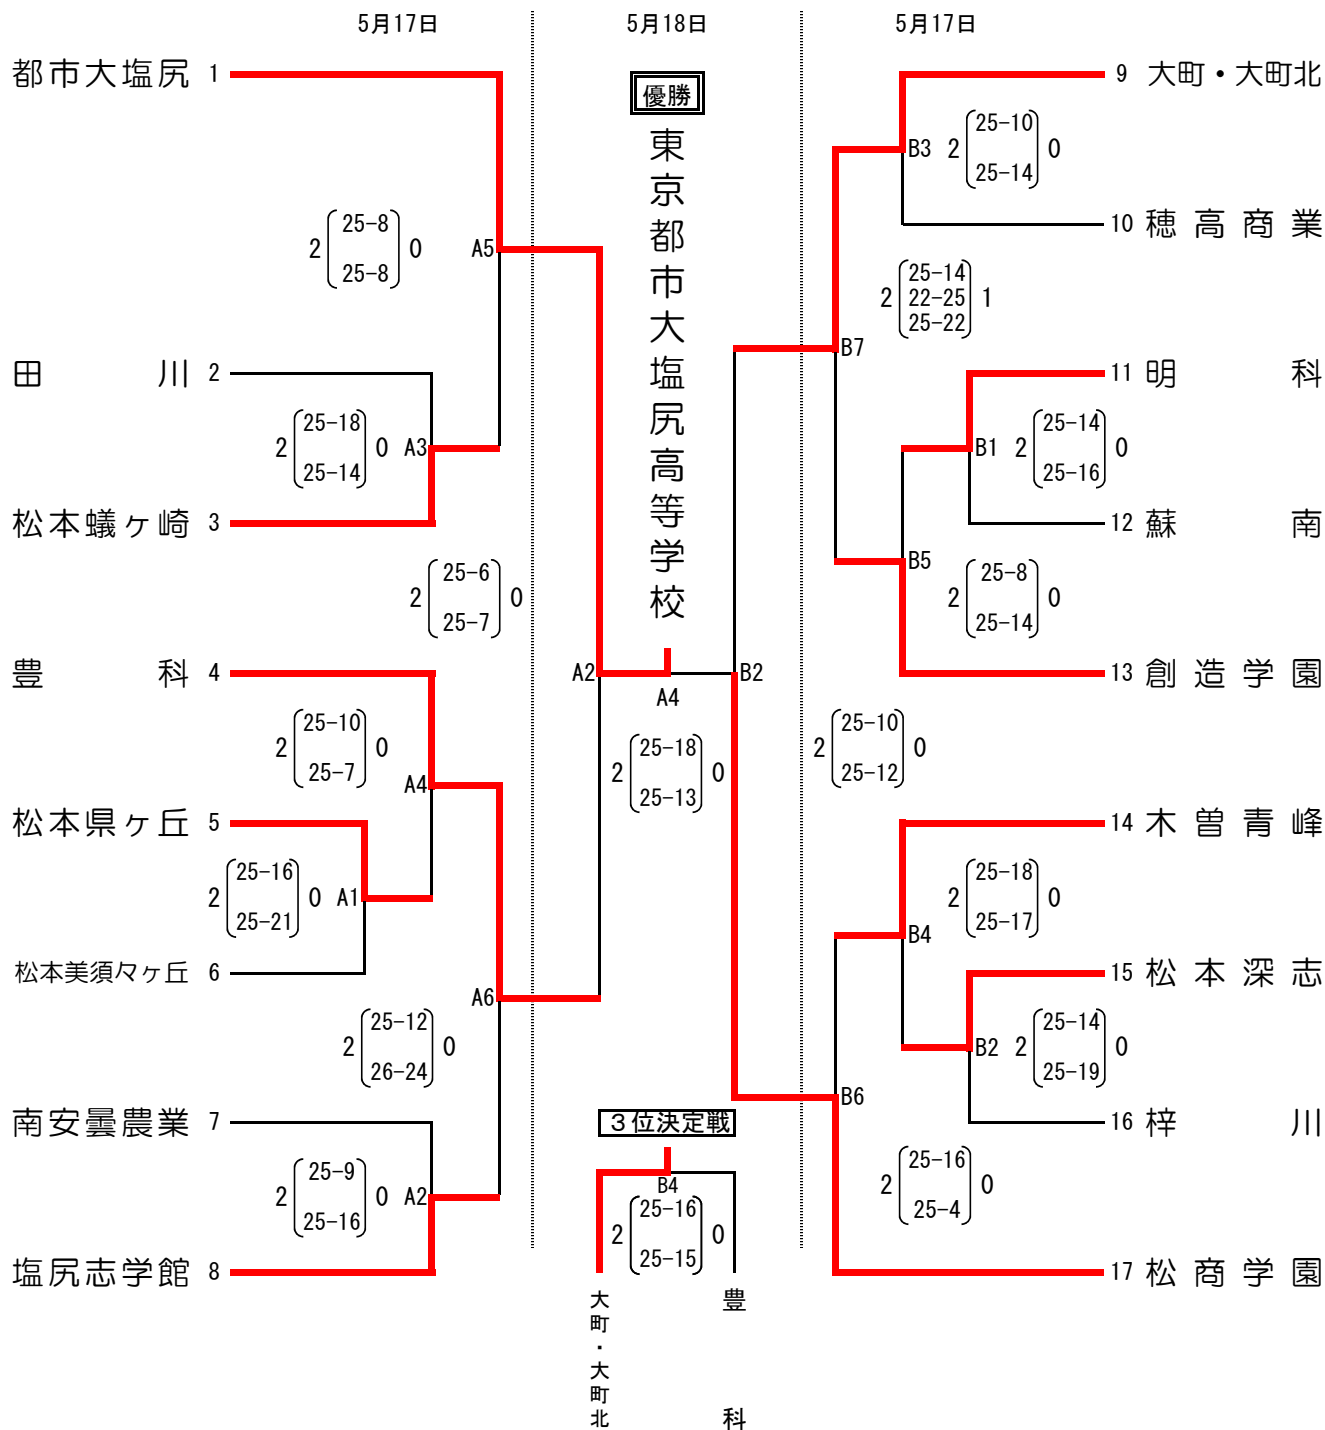 5月17日
5月18日
5月17日
優勝
東京都市大塩尻高等学校
都市大塩尻 1
2 25-8 0
25-8
A5
田川 2
2 25-18 0
25-14
A3
松本蟻ヶ崎 3
2 25-6 0
25-7
A2
豊科 4
2 25-10 0
25-7
A4
松本県ヶ丘 5
2 25-16 0
25-21
A1
松本美須々ヶ丘 6
A6
2 25-12 0
26-24
南安曇農業 7
2 25-9 0
25-16
A2
塩尻志学館 8
A4
2 25-18 0
25-13
3位決定戦
B4
2 25-16 0
25-15
大町・大町北
豊科
9 大町・大町北
B3 2 25-10 0
25-14
10 穂高商業
2 25-14 1
22-25
25-22
B7
11 明科
B1 2 25-14 0
25-16
12 蘇南
B5
2 25-8 0
25-14
13 創造学園
B2
2 25-10 0
25-12
14 木曽青峰
2 25-18 0
25-17
B4
15 松本深志
B2 2 25-14 0
25-19
16 梓川
B6
2 25-16 0
25-4
17 松商学園